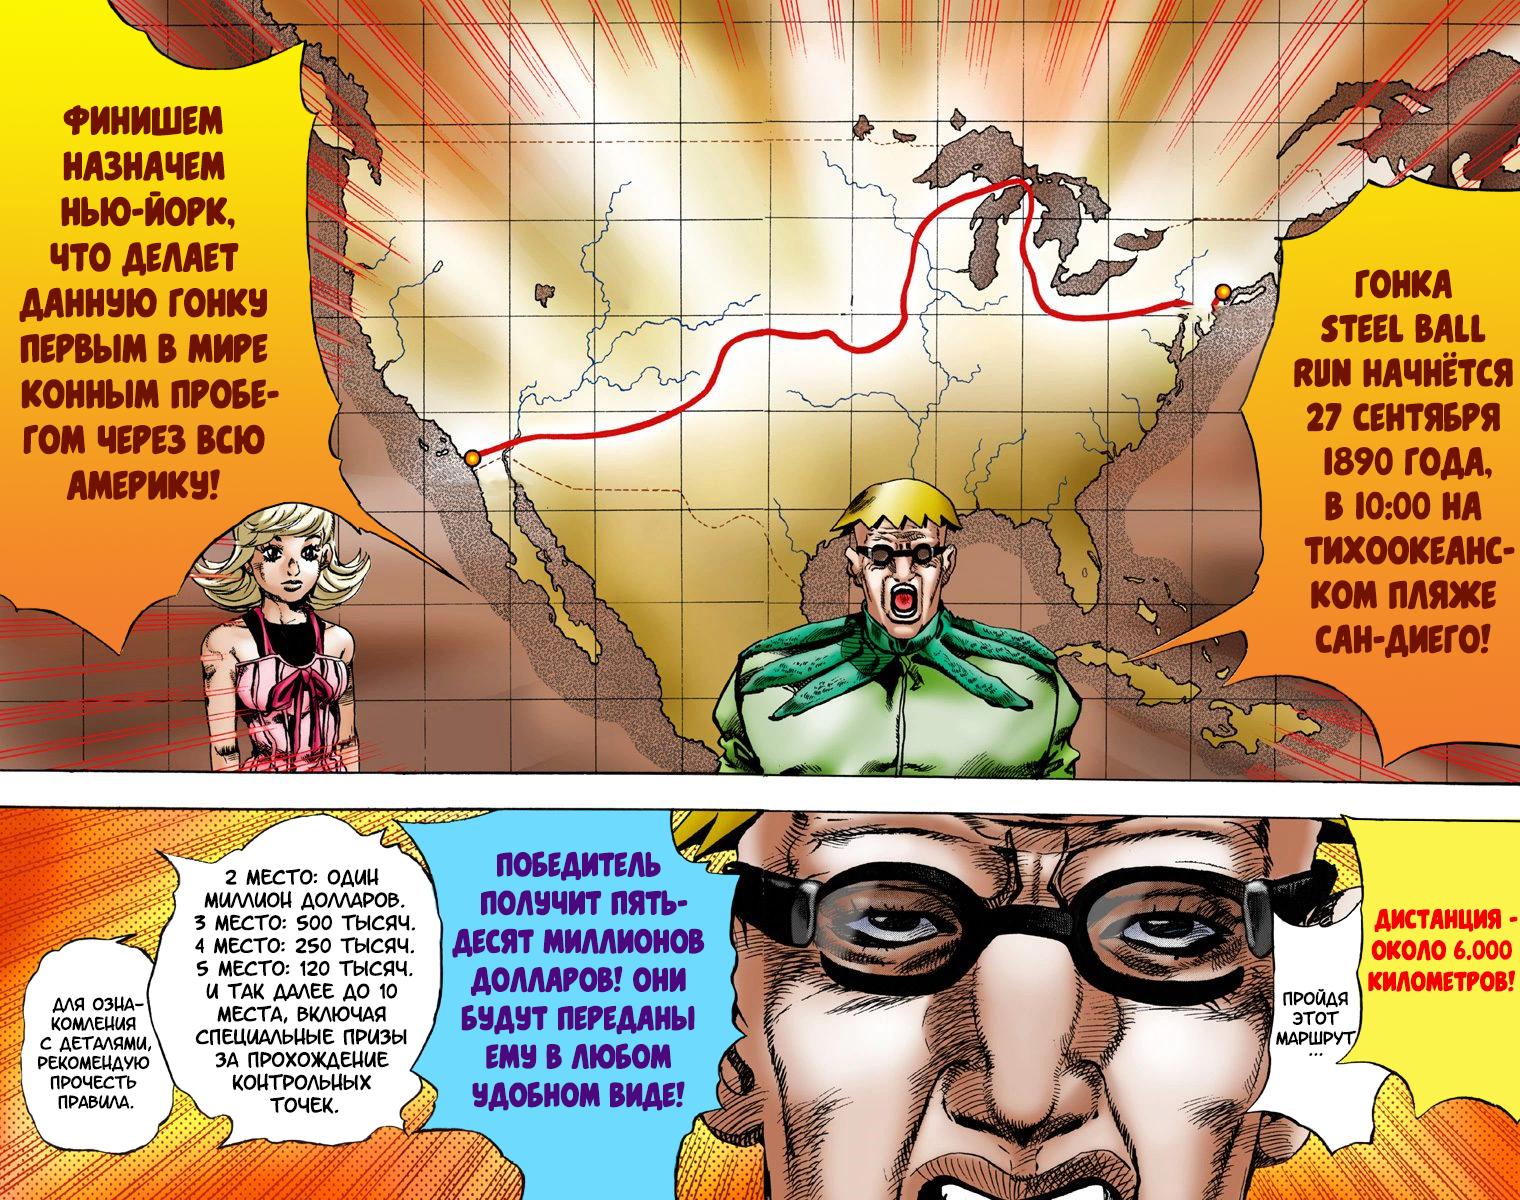 ГОНКА
STEEL BALL
RUN НАЧНЁТСЯ
27 СЕНТЯБРЯ
1890 ГОДА,
В 10:00 НА
ТИХООКЕАНС-
КОМ ПЛЯЖЕ
САН-ДИЕГО!
ФИНИШЕМ
НАЗНАЧЕМ
НЬЮ-ЙОРК,
ЧТО ДЕЛАЕТ
ДАННУЮ ГОНКУ
ПЕРВЫМ В МИРЕ
КОННЫМ ПРОБЕ-
ГОМ ЧЕРЕЗ ВСЮ
АМЕРИКУ!
ДИСТАНЦИЯ -
ОКОЛО 6.000
КИЛОМЕТРОВ!
ПРОЙДЯ
ЭТОТ
МАРШРУТ
...
ПОБЕДИТЕЛЬ
ПОЛУЧИТ ПЯТЬ-
ДЕСЯТ МИЛЛИОНОВ
ДОЛЛАРОВ! ОНИ
БУДУТ ПЕРЕДАНЫ
ЕМУ В ЛЮБОМ
УДОБНОМ ВИДЕ!
2 МЕСТО: ОДИН
МИЛЛИОН ДОЛЛАРОВ.
3 МЕСТО: 500 ТЫСЯЧ.
4 МЕСТО: 250 ТЫСЯЧ.
5 МЕСТО: 120 ТЫСЯЧ.
И ТАК ДАЛЕЕ ДО 10
МЕСТА, ВКЛЮЧАЯ
СПЕЦИАЛЬНЫЕ ПРИЗЫ
ЗА ПРОХОЖДЕНИЕ
КОНТРОЛЬНЫХ
ТОЧЕК.
ДЛЯ ОЗНА-
КОМЛЕНИЯ
С ДЕТАЛЯМИ,
РЕКОМЕНДУЮ
ПРОЧЕСТЬ
ПРАВИЛА.